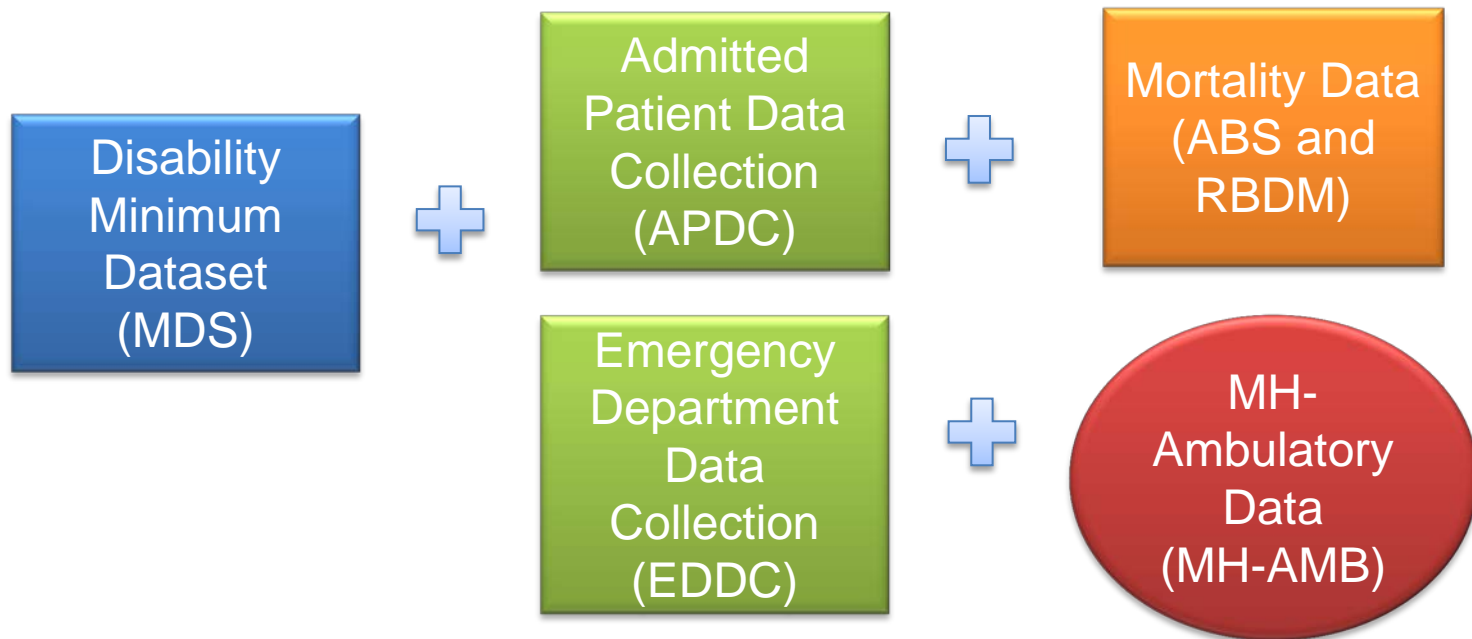 Disability
Minimum
Dataset
(MDS)
Admitted
Patient Data
Collection
(APDC)
Mortality Data
(ABS and
RBDM)
Emergency
Department
Data
Collection
(EDDC)
MH-
Ambulatory
Data
(MH-AMB)